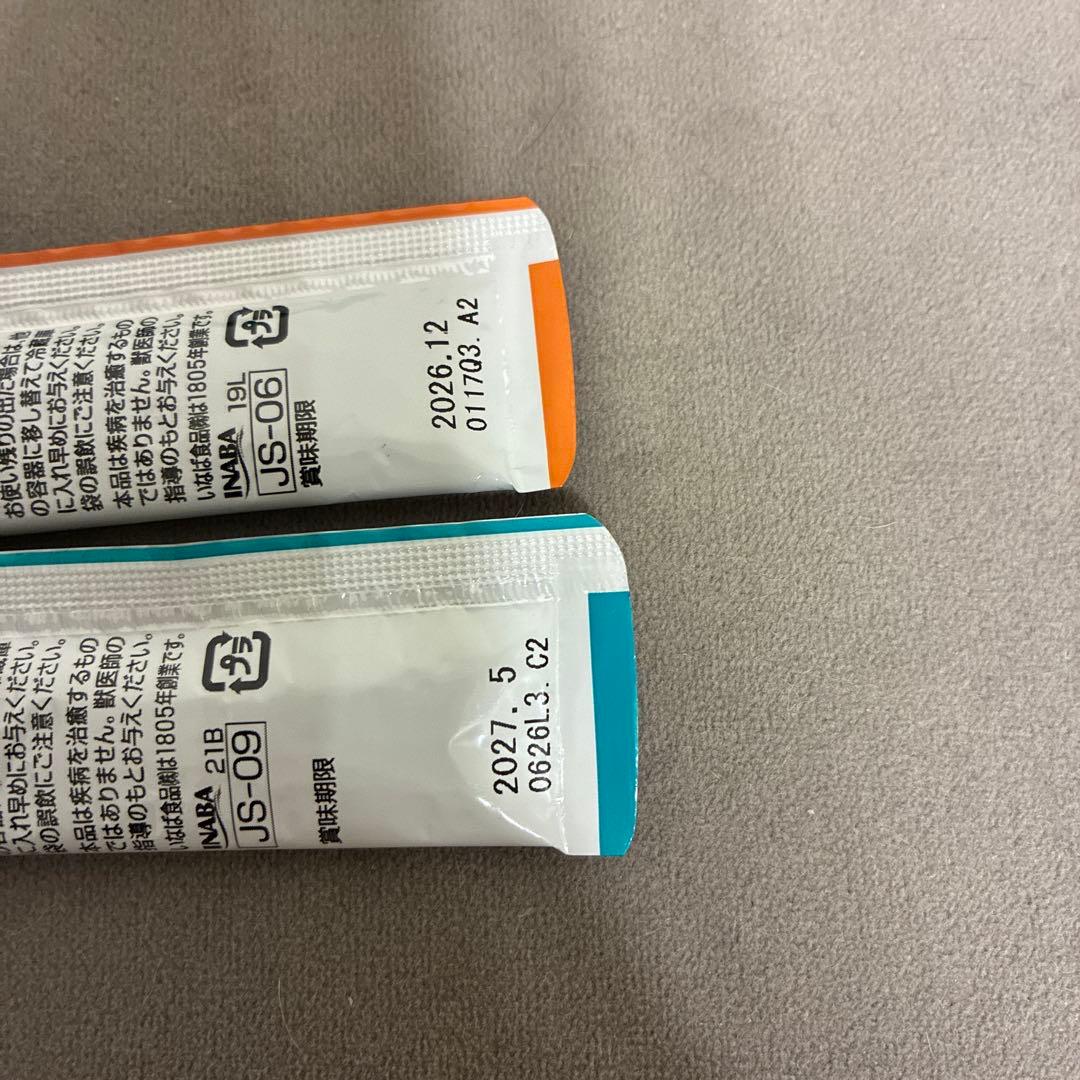 お使い残りの出た場合は、他
の容器に移し替えて冷蔵庫
に入れ早めにお与えください。
袋の誤飲にご注意ください。
本品は疾病を治癒するもの
ではありません。獣医師の
指導のもとお与えください。
いなば食品㈱は1805年創業です。
INABA 19L
プラ
JS-06
賞味期限
2026.12
0117Q3. A2
に入れ早めにお与えください。
袋の誤飲にご注意ください。
本品は疾病を治癒するもの
ではありません。獣医師の
指導のもとお与えください。
いなば食品㈱は1805年創業です。
INABA 21B
プラ
JS-09
賞味期限
2027. 5
0626L3. C2